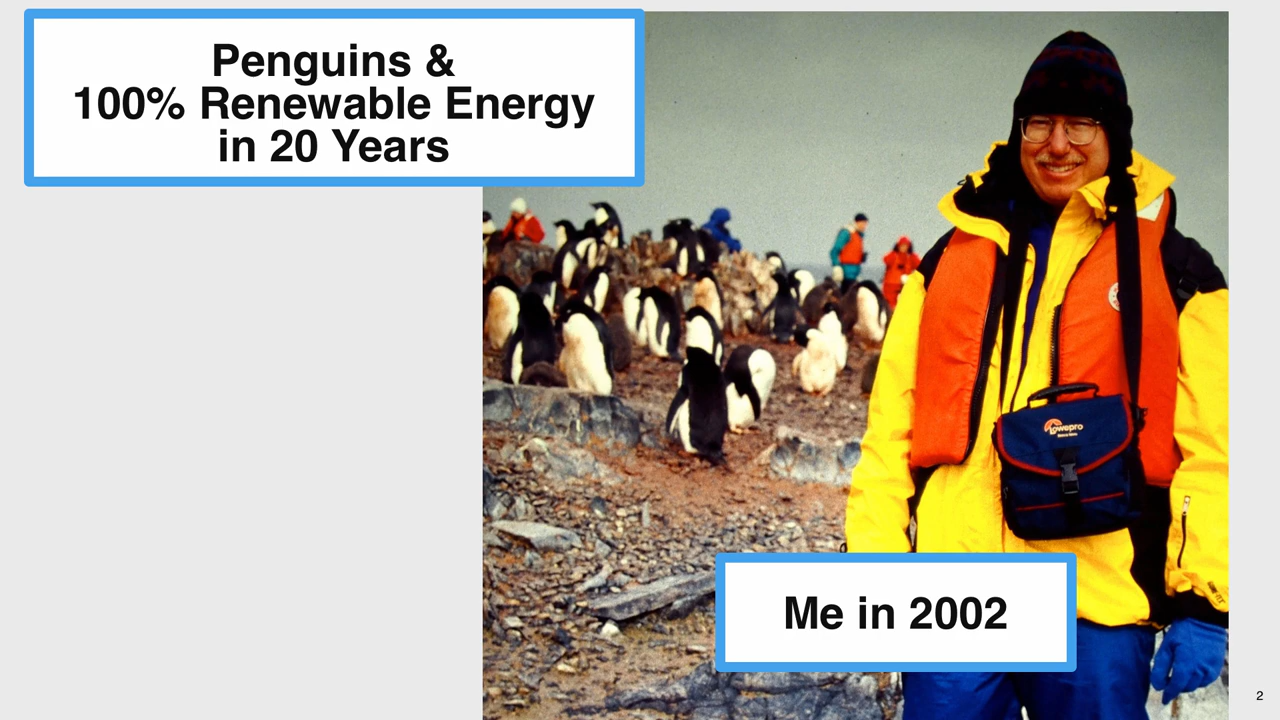 Penguins &
100% Renewable Energy
in 20 Years
Lowepro
Me in 2002
2